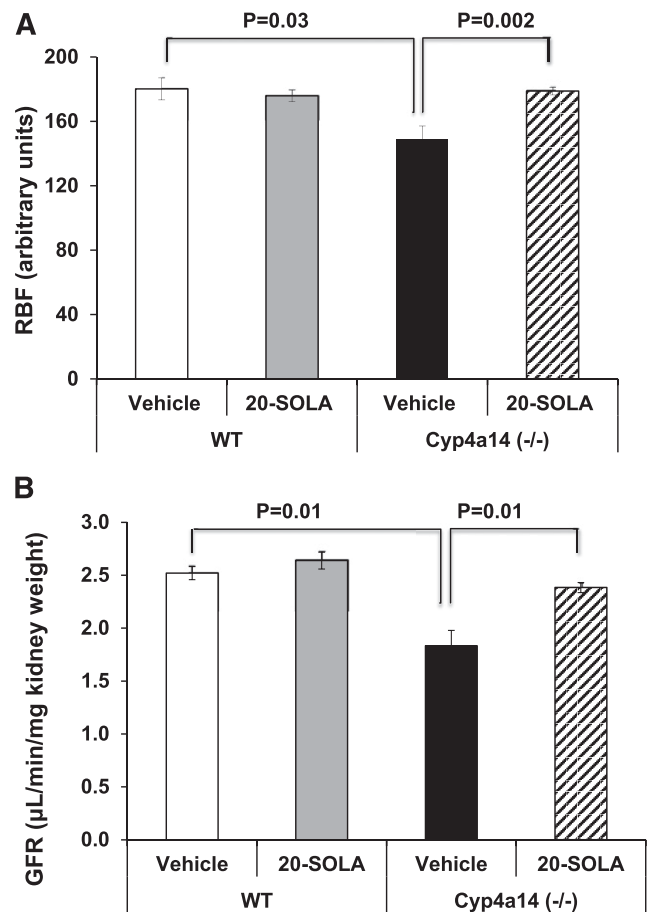 A
P=0.03 P=0.002
RBF (arbitrary units)
200
160
120
80
40
0
Vehicle 20-SOLA Vehicle 20-SOLA
WT Cyp4a14 (-/-)
B
P=0.01 P=0.01
GFR (µL/min/mg kidney weight)
3.0
2.5
2.0
1.5
1.0
0.5
0.0
Vehicle 20-SOLA Vehicle 20-SOLA
WT Cyp4a14 (-/-)